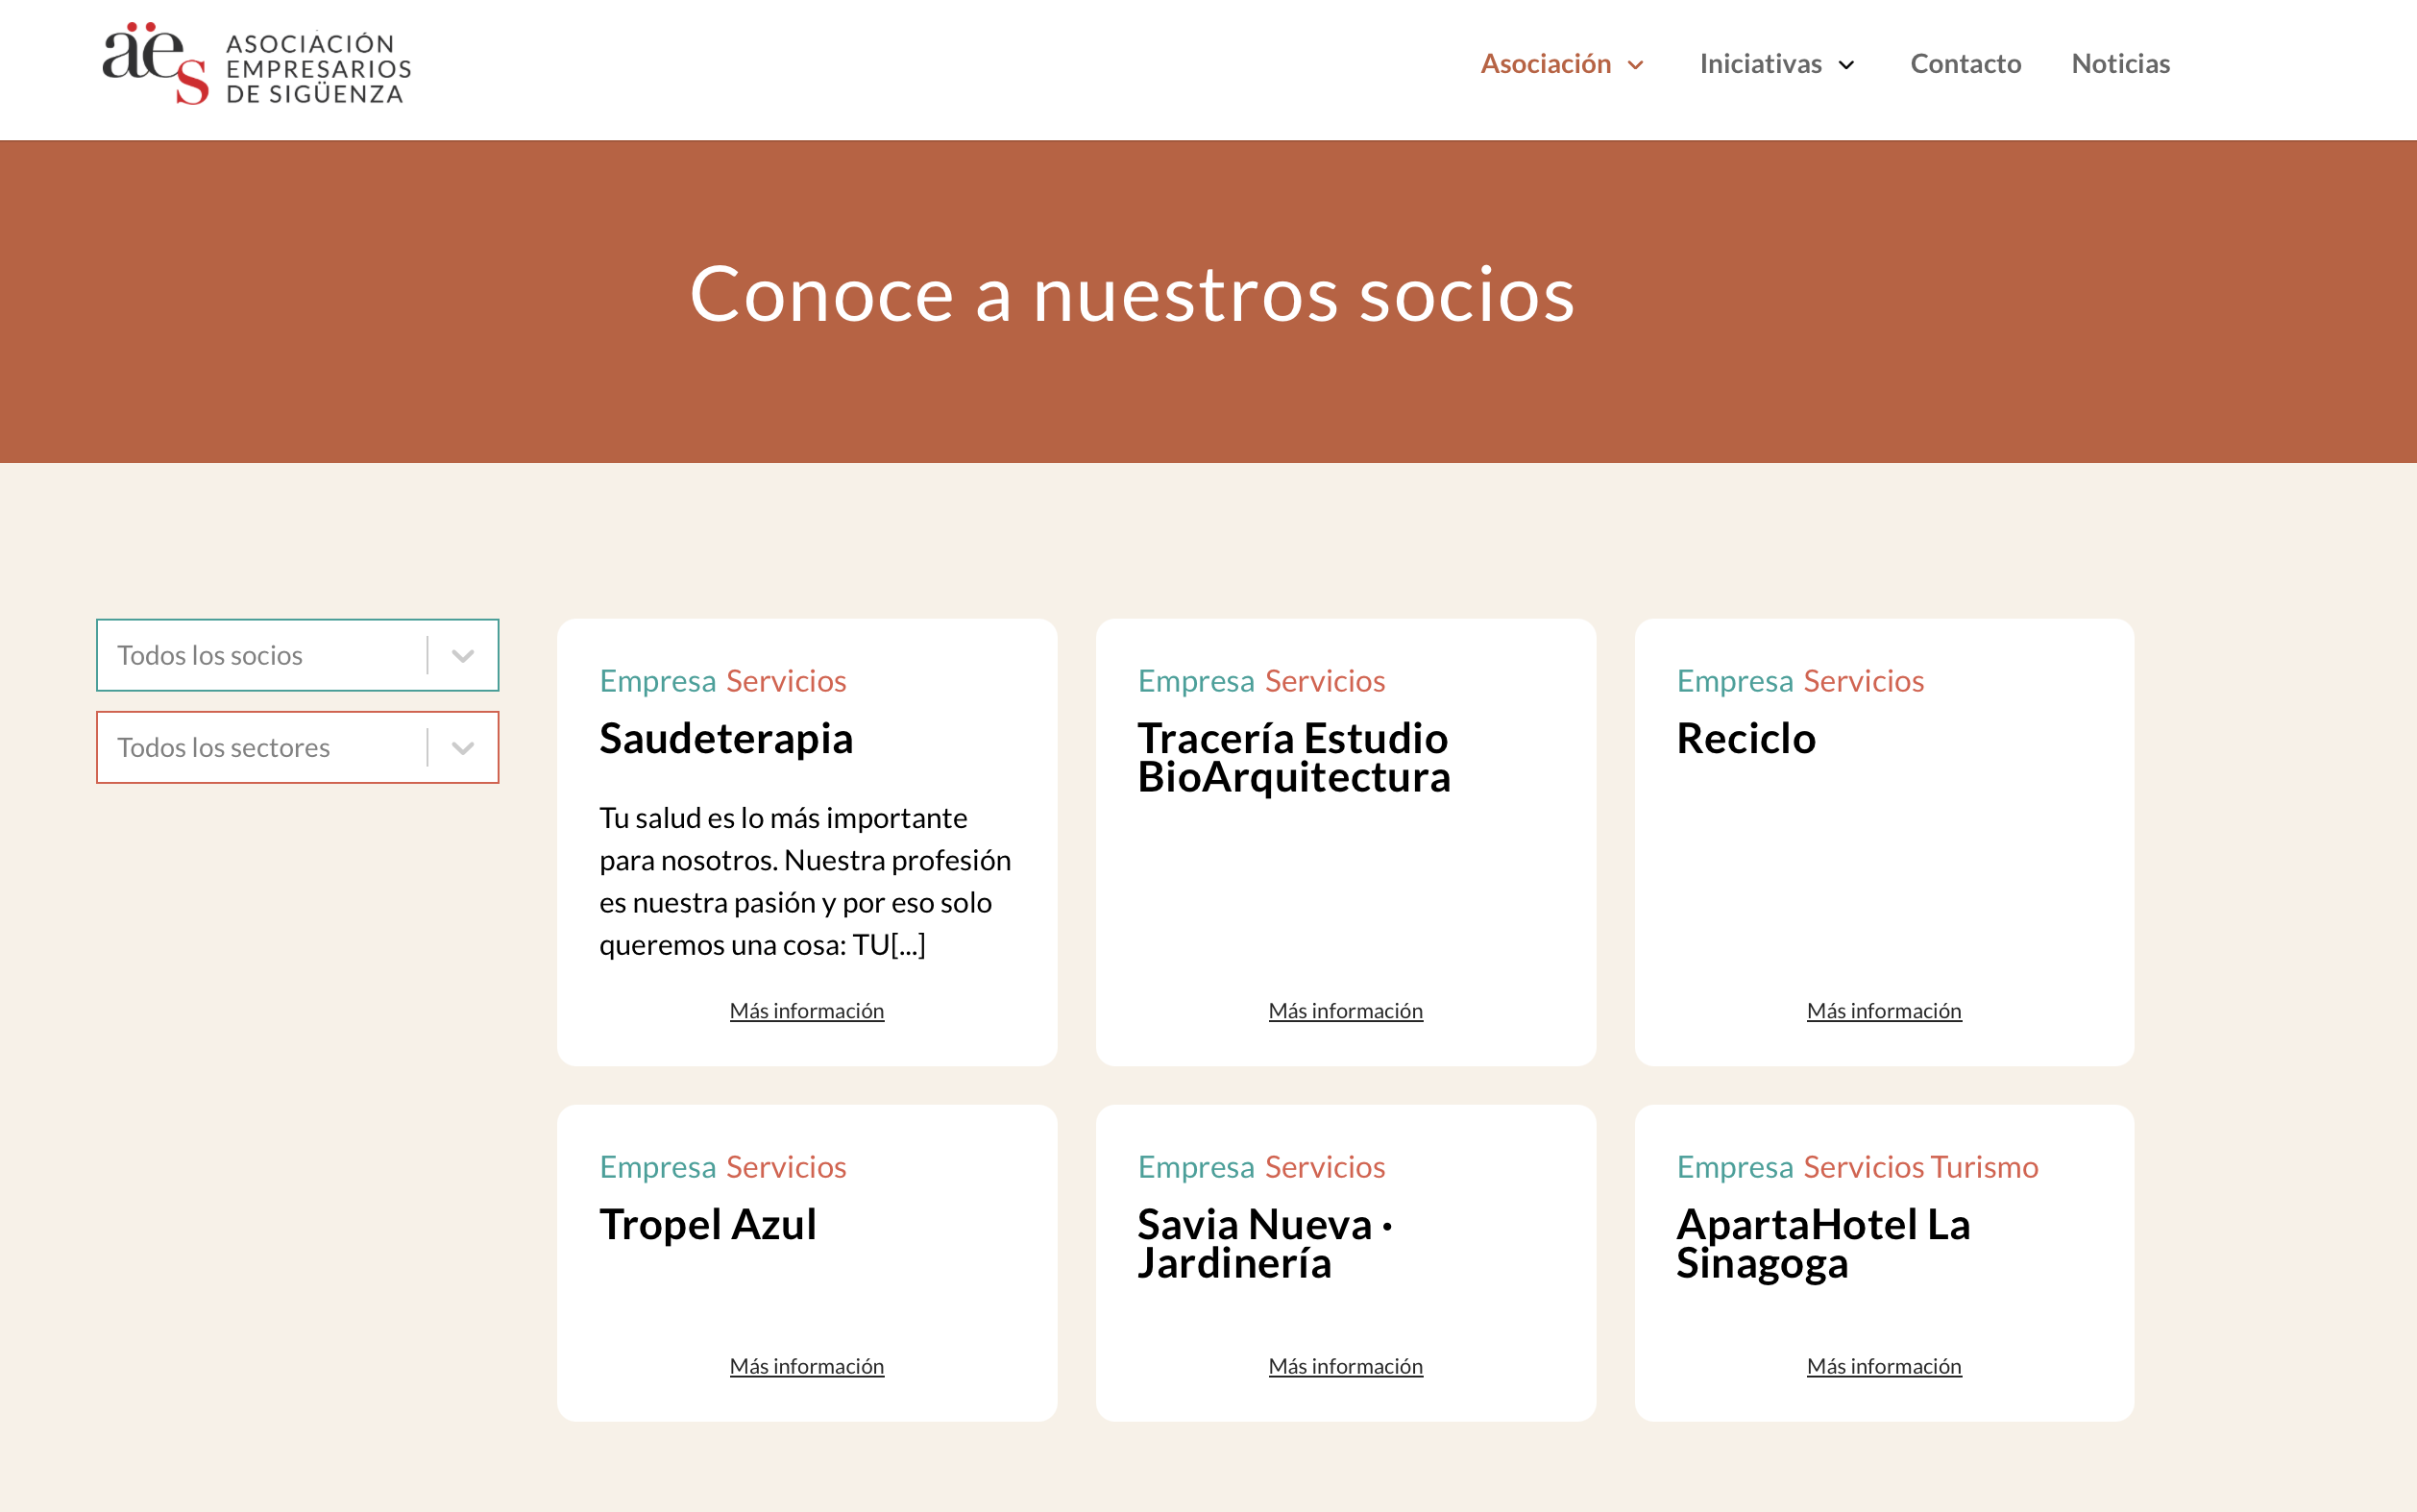 äës
ASOCIACIÓN
EMPRESARIOS
DE SIGÜENZA
Asociación
Iniciativas
Contacto
Noticias
Conoce a nuestros socios
Todos los socios
Todos los sectores
Empresa Servicios
Saudeterapia
Tu salud es lo más importante
para nosotros. Nuestra profesión
es nuestra pasión y por eso solo
queremos una cosa: TU[...]
Más información
Empresa Servicios
Tracería Estudio
BioArquitectura
Más información
Empresa Servicios
Reciclo
Más información
Empresa Servicios
Tropel Azul
Más información
Empresa Servicios
Savia Nueva ·
Jardinería
Más información
Empresa Servicios Turismo
ApartaHotel La
Sinagoga
Más información